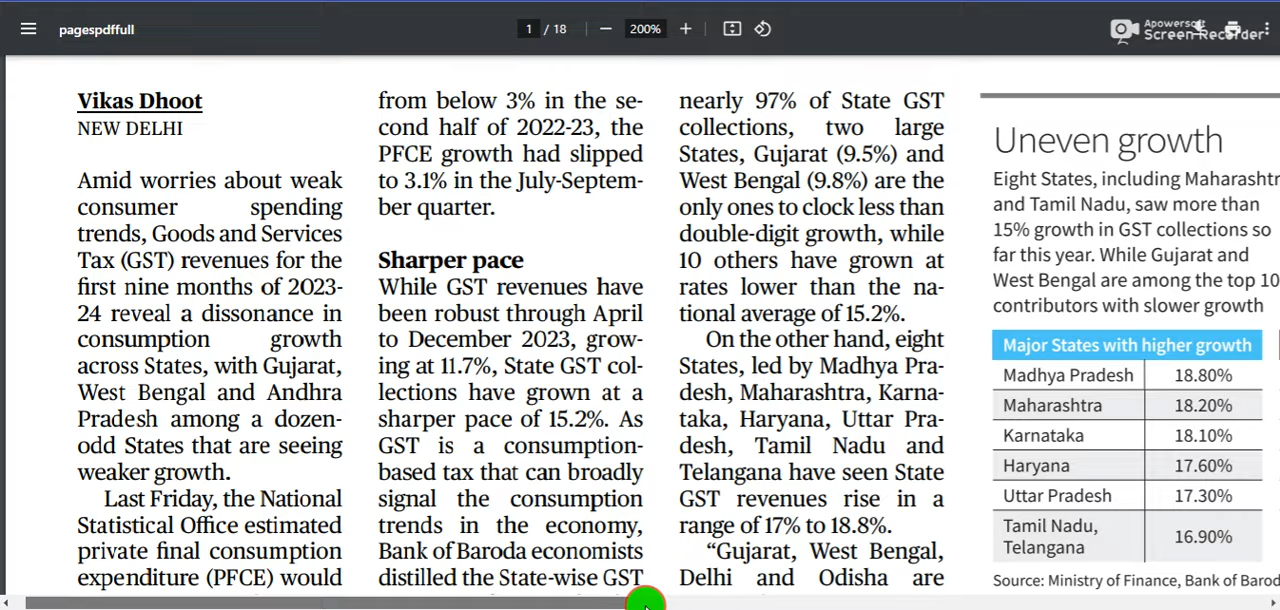 pagespdffull
1 / 18
200%
Apowersoft
Screen Recorder
Vikas Dhoot
NEW DELHI
Amid worries about weak
consumer spending
trends, Goods and Services
Tax (GST) revenues for the
first nine months of 2023-
24 reveal a dissonance in
consumption growth
across States, with Gujarat,
West Bengal and Andhra
Pradesh among a dozen-
odd States that are seeing
weaker growth.
Last Friday, the National
Statistical Office estimated
private final consumption
expenditure (PFCE) would
from below 3% in the se-
cond half of 2022-23, the
PFCE growth had slipped
to 3.1% in the July-Septem-
ber quarter.
Sharper pace
While GST revenues have
been robust through April
to December 2023, grow-
ing at 11.7%, State GST col-
lections have grown at a
sharper pace of 15.2%. As
GST is a consumption-
based tax that can broadly
signal the consumption
trends in the economy,
Bank of Baroda economists
distilled the State-wise GST
nearly 97% of State GST
collections, two large
States, Gujarat (9.5%) and
West Bengal (9.8%) are the
only ones to clock less than
double-digit growth, while
10 others have grown at
rates lower than the na-
tional average of 15.2%.
On the other hand, eight
States, led by Madhya Pra-
desh, Maharashtra, Karna-
taka, Haryana, Uttar Pra-
desh, Tamil Nadu and
Telangana have seen State
GST revenues rise in a
range of 17% to 18.8%.
“Gujarat, West Bengal,
Delhi and Odisha are
Uneven growth
Eight States, including Maharashtr
and Tamil Nadu, saw more than
15% growth in GST collections so
far this year. While Gujarat and
West Bengal are among the top 10
contributors with slower growth
Major States with higher growth
Madhya Pradesh 18.80%
Maharashtra 18.20%
Karnataka 18.10%
Haryana 17.60%
Uttar Pradesh 17.30%
Tamil Nadu,
Telangana 16.90%
Source: Ministry of Finance, Bank of Barod